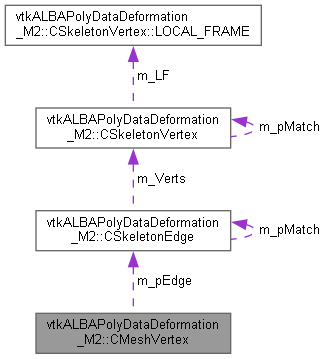 vtkALBAPolyDataDeformation
_M2::CSkeletonVertex::LOCAL_FRAME
m_LF
vtkALBAPolyDataDeformation
_M2::CSkeletonVertex
m_pMatch
m_Verts
vtkALBAPolyDataDeformation
_M2::CSkeletonEdge
m_pMatch
m_pEdge
vtkALBAPolyDataDeformation
_M2::CMeshVertex